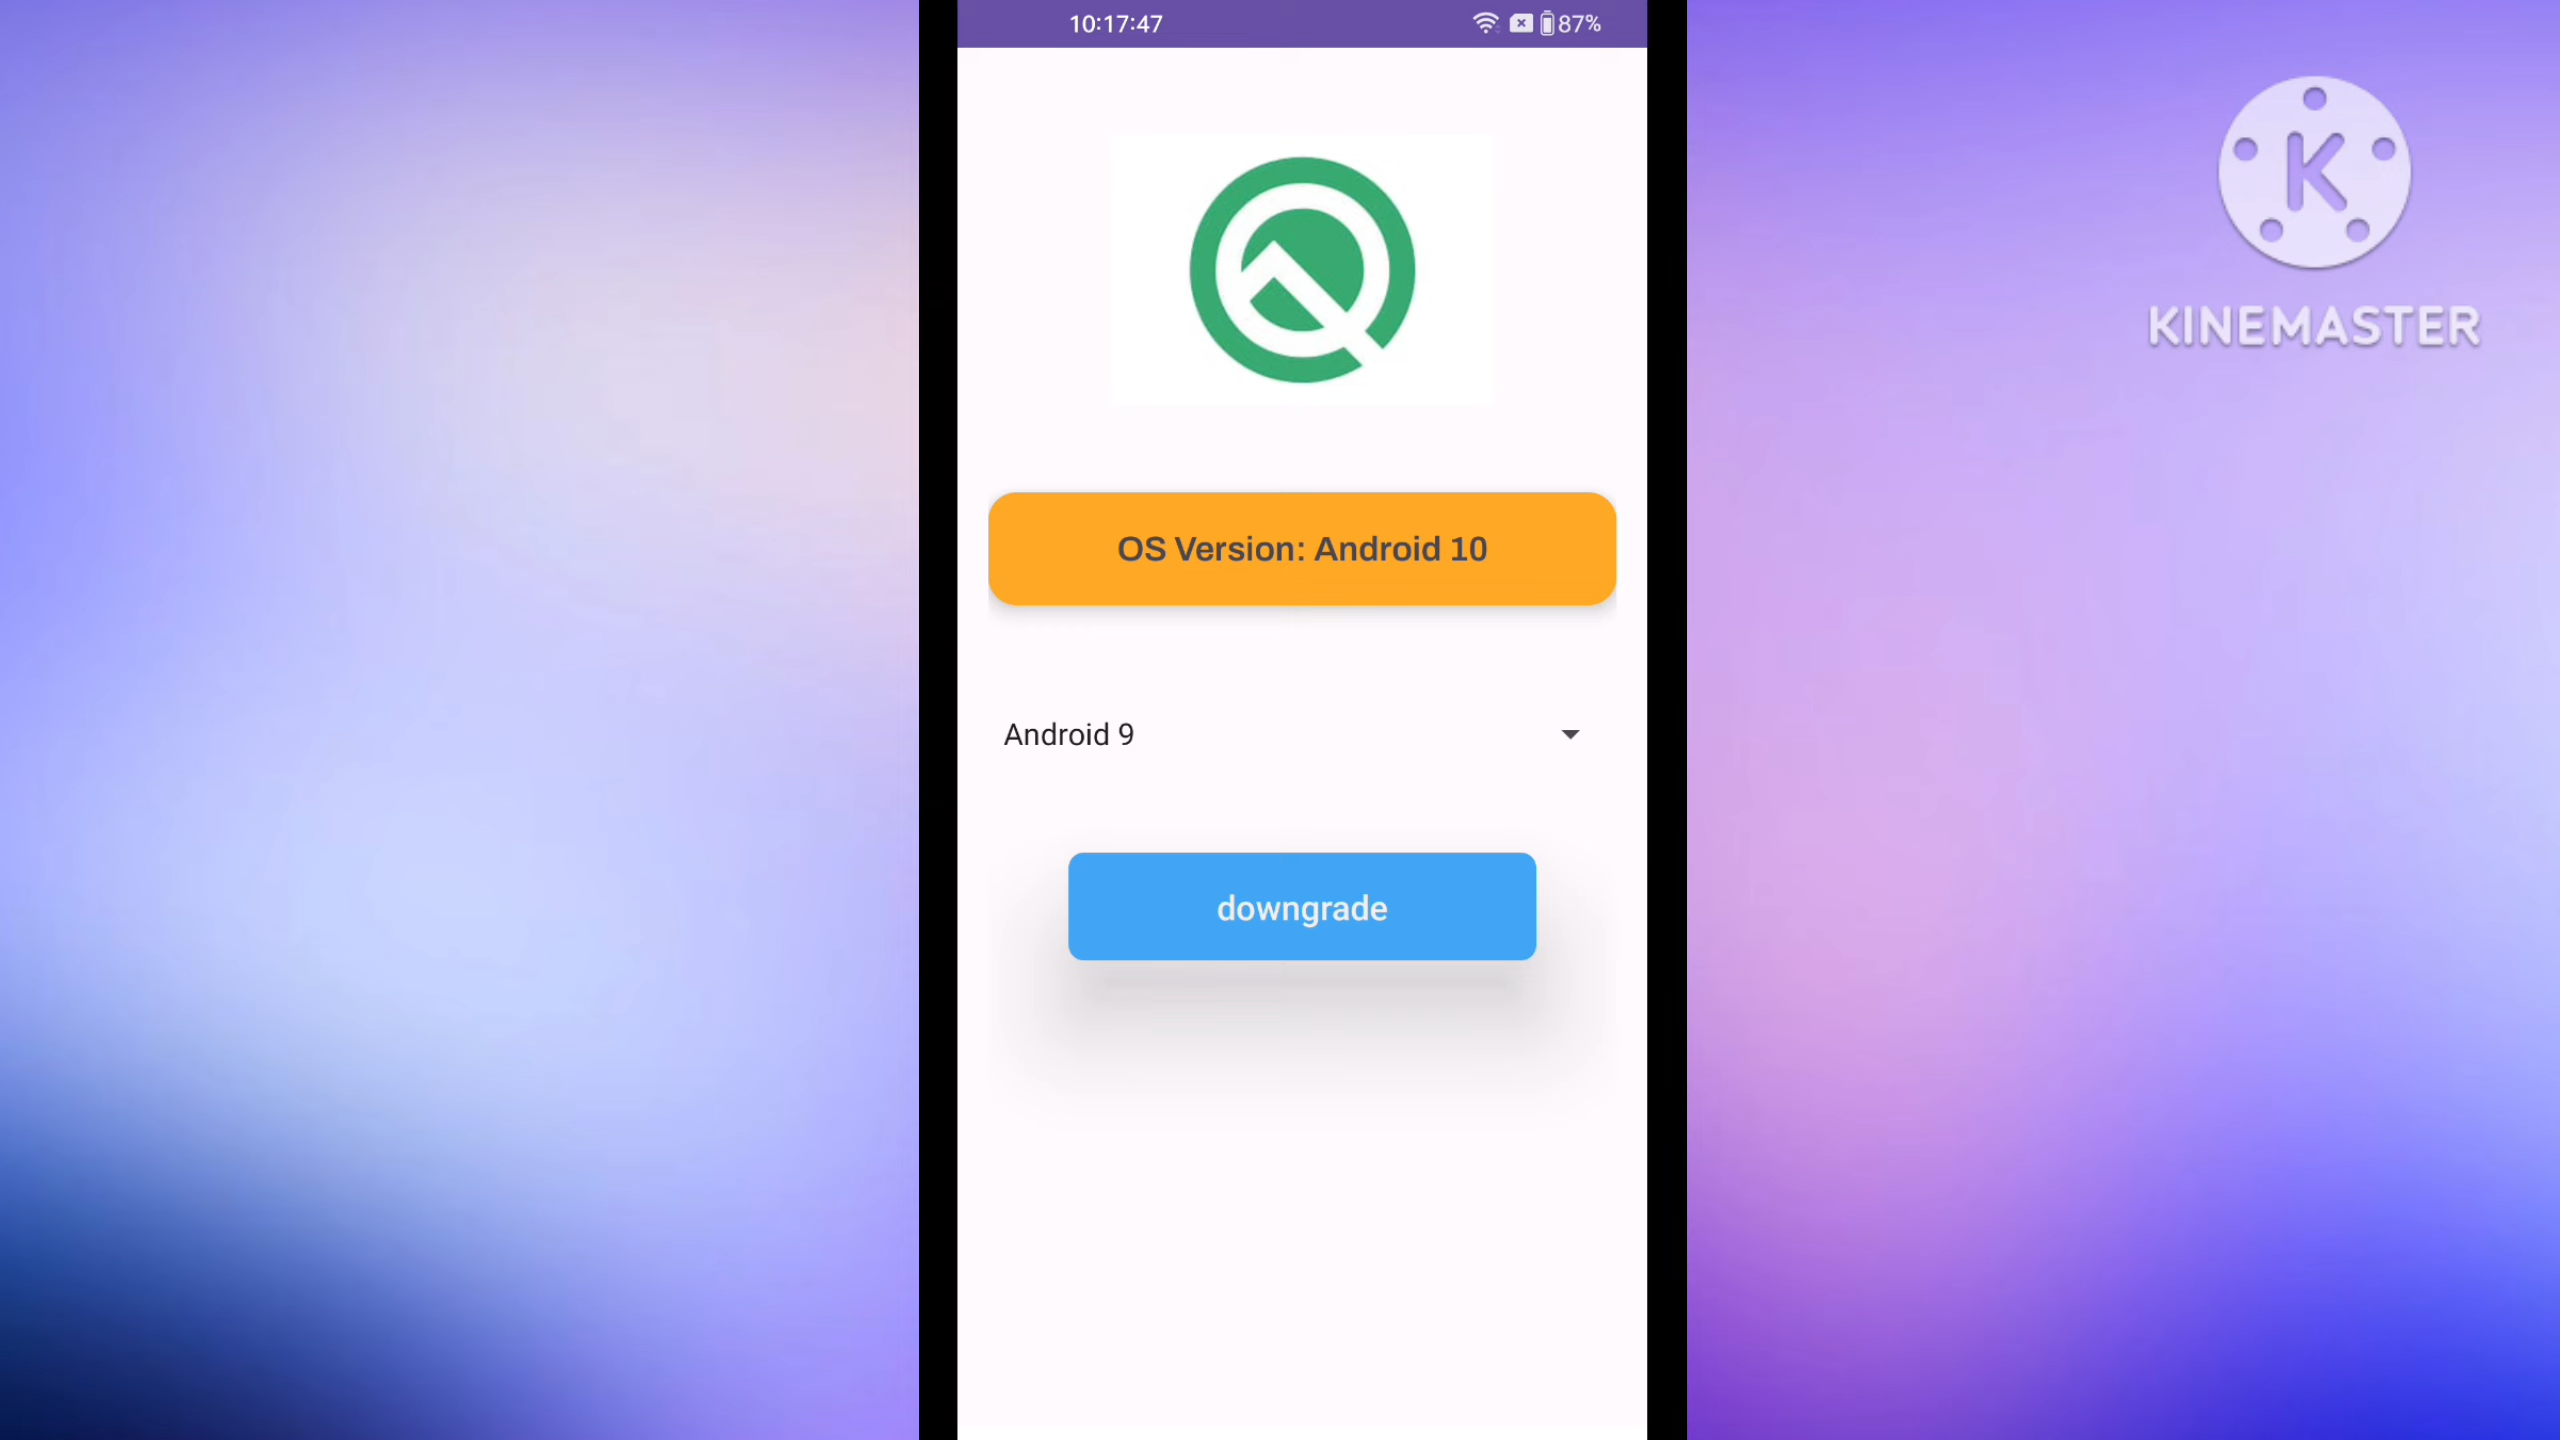 10:17:47
87%
KINEMASTER
OS Version: Android 10
Android 9
downgrade